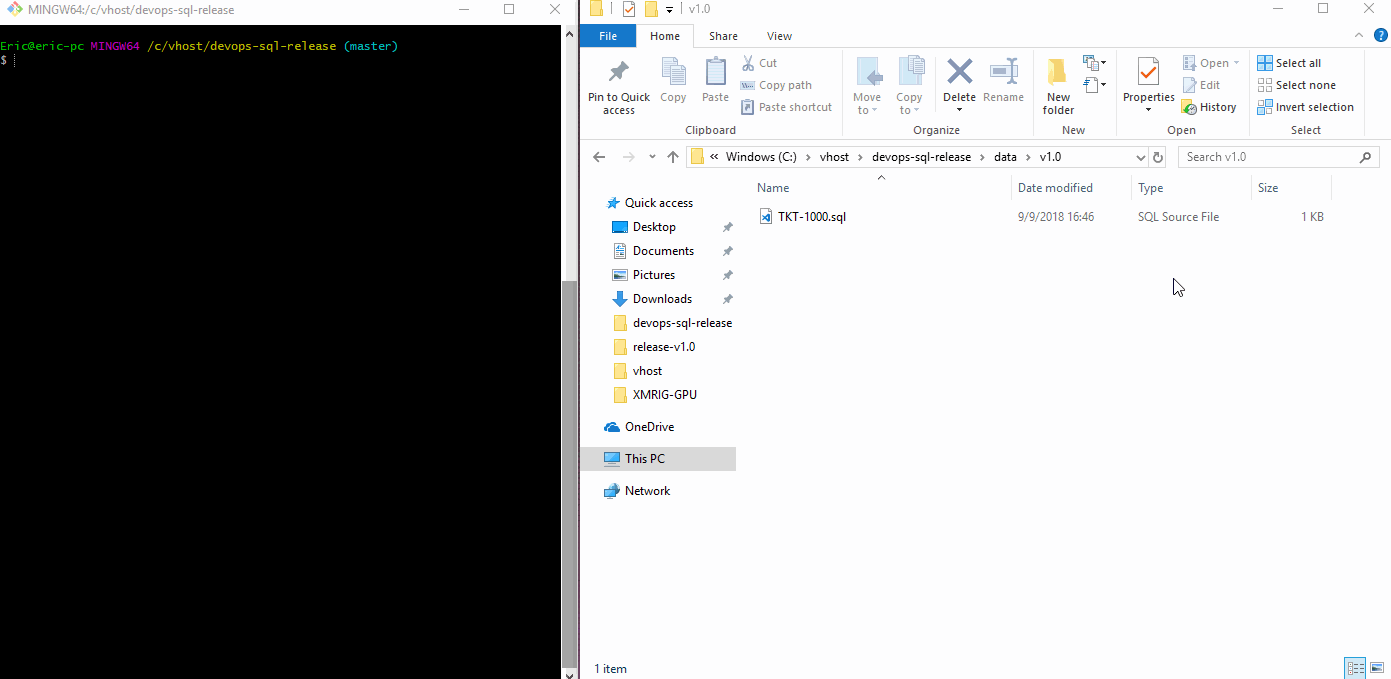 MINGW64:/c/vhost/devops-sql-release
Eric@eric-pc MINGW64 /c/vhost/devops-sql-release (master)
$
v1.0
File Home Share View
Pin to Quick access
Copy
Paste
Cut
Copy path
Paste shortcut
Clipboard
Move to
Copy to
Delete
Rename
Organize
New folder
New
Properties
Open
Edit
History
Open
Select all
Select none
Invert selection
Select
« Windows (C:) › vhost › devops-sql-release › data › v1.0
Search v1.0
Name Date modified Type Size
TKT-1000.sql 9/9/2018 16:46 SQL Source File 1 KB
Quick access
Desktop
Documents
Pictures
Downloads
devops-sql-release
release-v1.0
vhost
XMRIG-GPU
OneDrive
This PC
Network
1 item